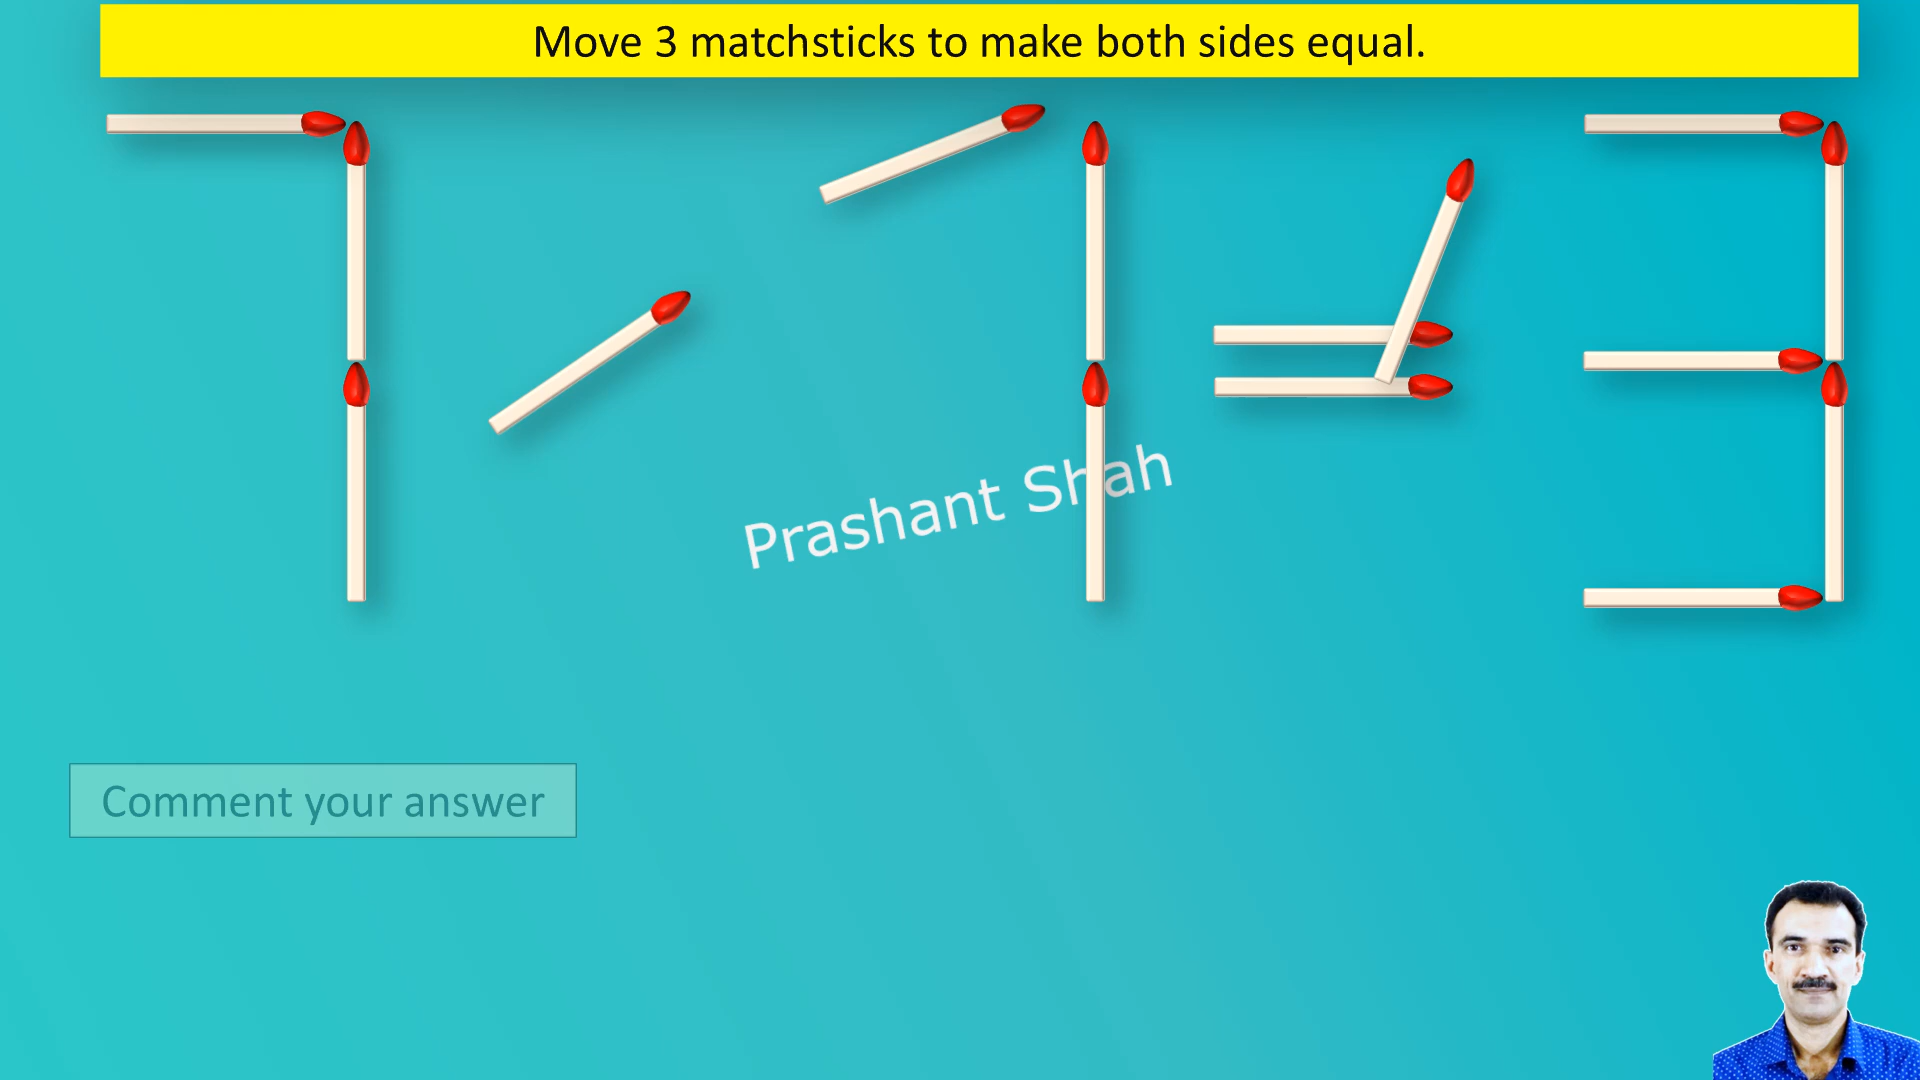 Move 3 matchsticks to make both sides equal.
Prashant Shah
Comment your answer